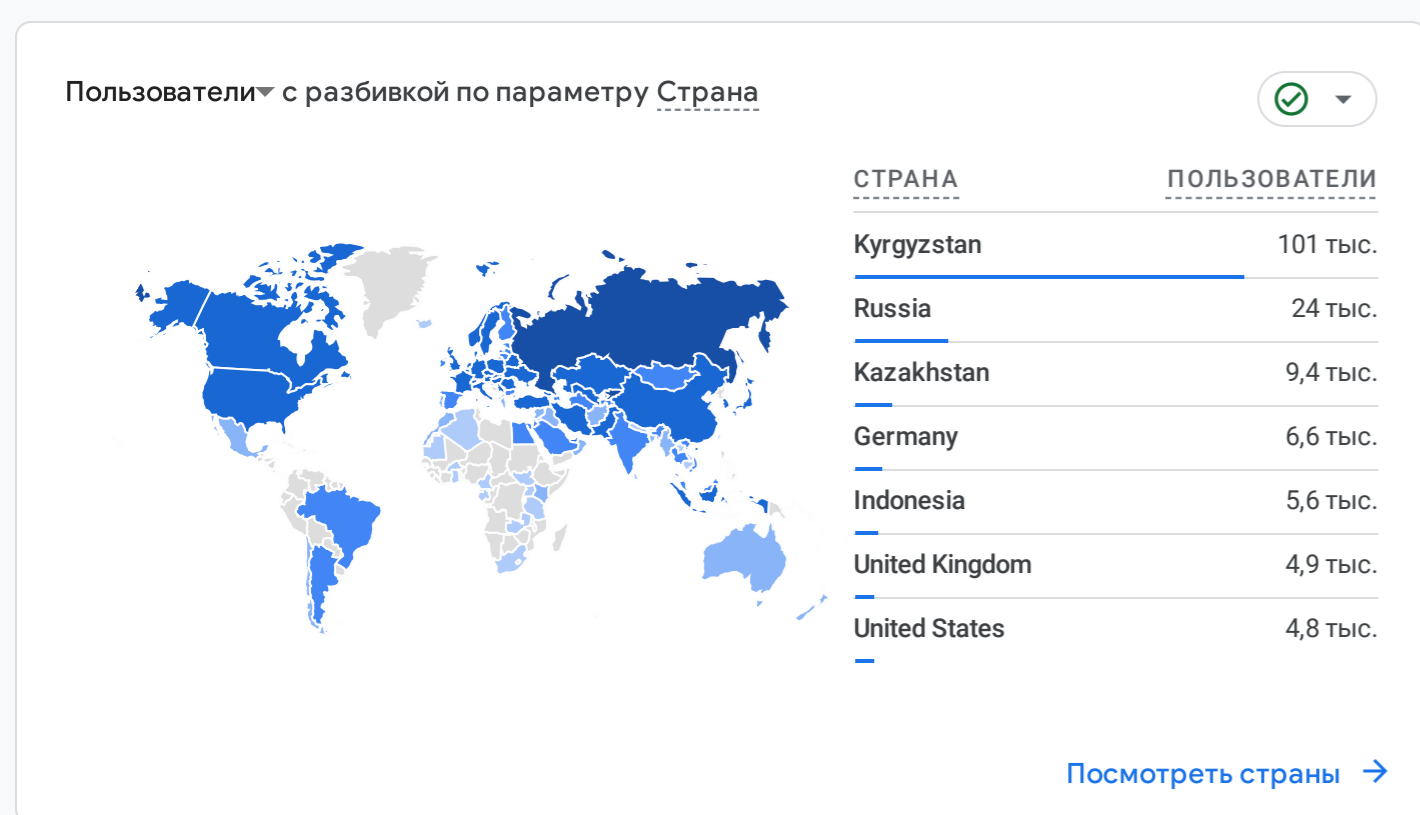 Пользователи с разбивкой по параметру Страна
СТРАНА ПОЛЬЗОВАТЕЛИ
Kyrgyzstan 101 тыс.
Russia 24 тыс.
Kazakhstan 9,4 тыс.
Germany 6,6 тыс.
Indonesia 5,6 тыс.
United Kingdom 4,9 тыс.
United States 4,8 тыс.
Посмотреть страны